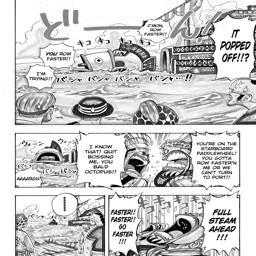 IT
POPPED
OFF!!?
C'MON,
ROW
FASTER!!
YOU ROW
FASTER!!
I'M
TRYING!!
YOU'RE ON THE
STARBOARD
PADDLEWHEEL!
YOU GOTTA
ROW FASTER'N
ME OR WE
CAN'T TURN
TO PORT!!
I KNOW
THAT! QUIT
BOSSING
ME, YOU
BALD
OCTOPUS!!
FULL
STEAM
AHEAD
!!!
FASTER!!
FASTER!!
GO
FASTER
!!!